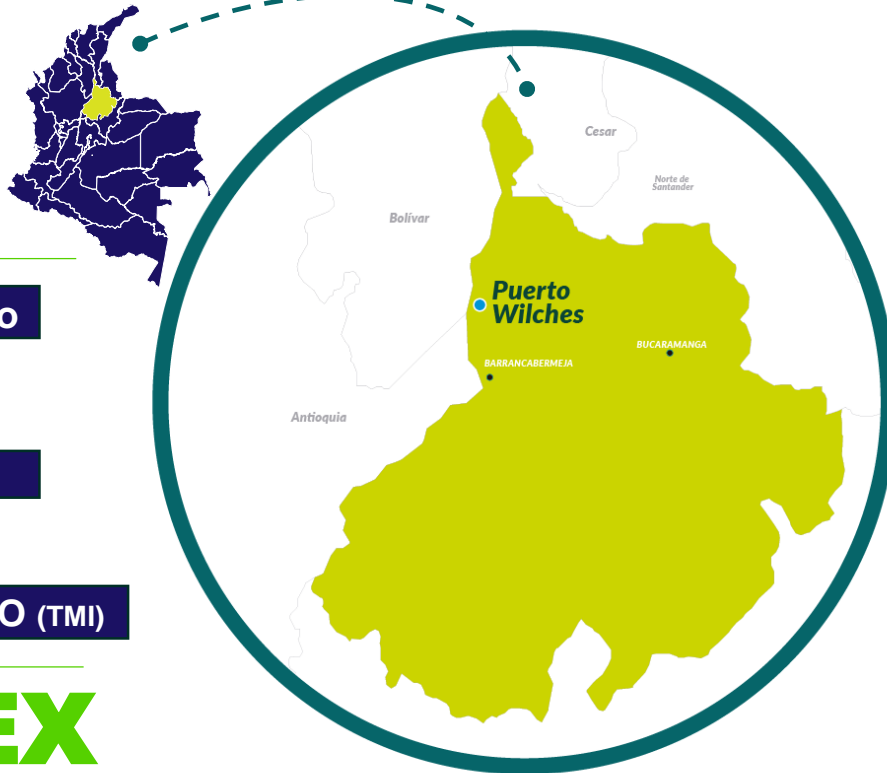 Cesar
Norte de
Santander
Bolívar
Puerto
Wilches
BUCARAMANGA
BARRANCABERMEJA
Antioquia
o
O (TMI)
EX